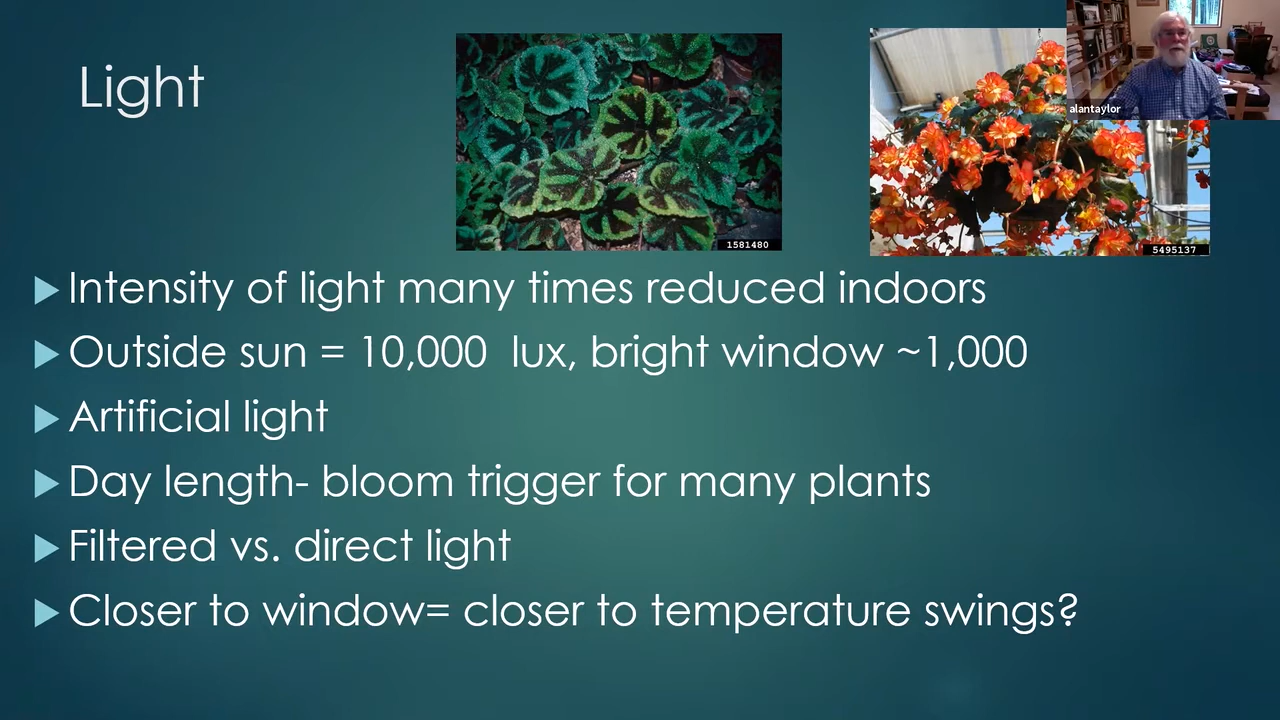 Light
1581480
5495137
alantaylor
Intensity of light many times reduced indoors
Outside sun = 10,000  lux, bright window ~1,000
Artificial light
Day length- bloom trigger for many plants
Filtered vs. direct light
Closer to window= closer to temperature swings?